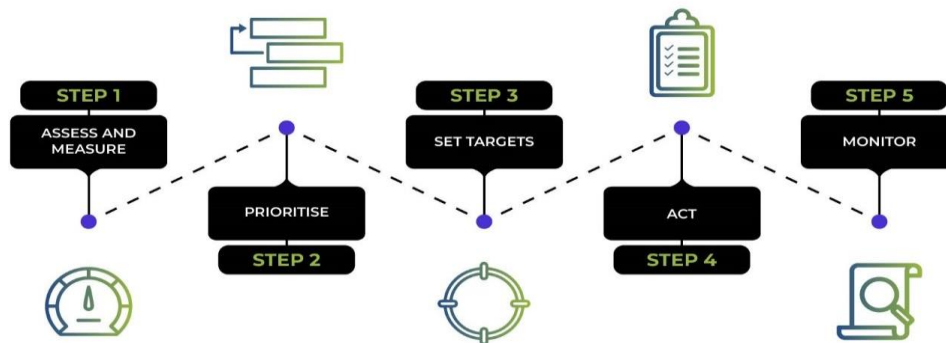 STEP 1
ASSESS AND
MEASURE
PRIORITISE
STEP 2
STEP 3
SET TARGETS
ACT
STEP 4
STEP 5
MONITOR